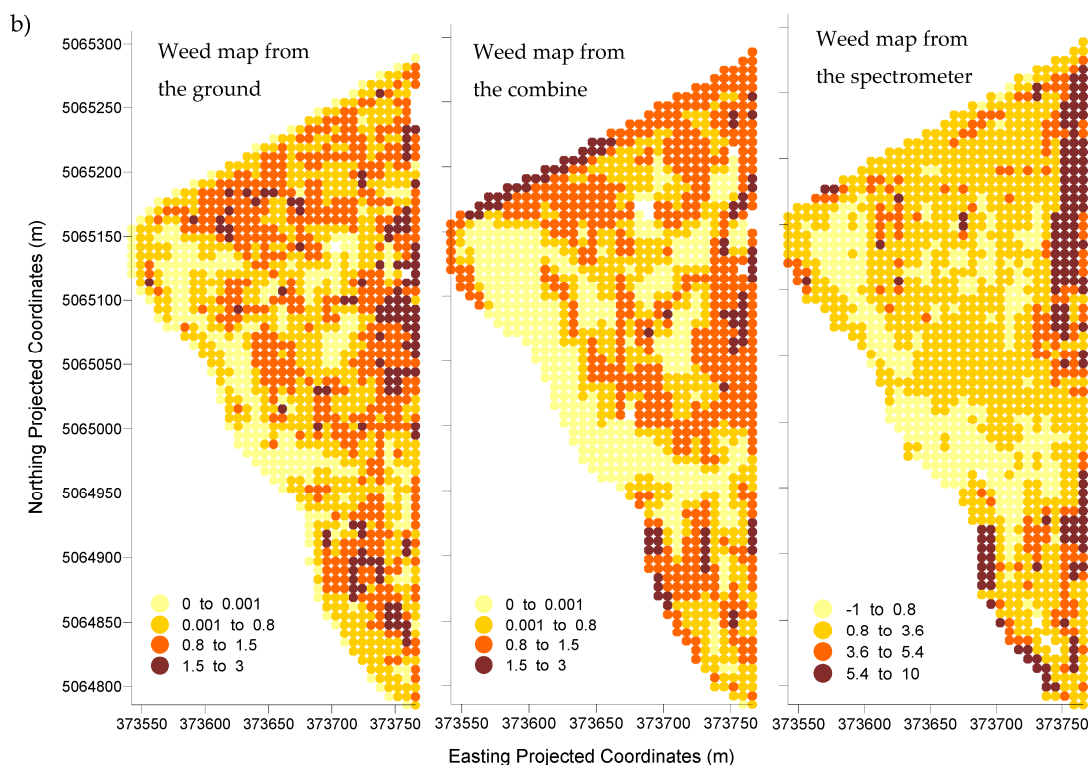 b)
Weed map from
the ground
Weed map from
the combine
Weed map from
the spectrometer
5065300
5065250
5065200
5065150
5065100
5065050
5065000
5064950
5064900
5064850
5064800
Northing Projected Coordinates (m)
0 to 0.001
0.001 to 0.8
0.8 to 1.5
1.5 to 3
0 to 0.001
0.001 to 0.8
0.8 to 1.5
1.5 to 3
-1 to 0.8
0.8 to 3.6
3.6 to 5.4
5.4 to 10
373550 373600 373650 373700 373750
373550 373600 373650 373700 373750
373550 373600 373650 373700 373750
Easting Projected Coordinates (m)